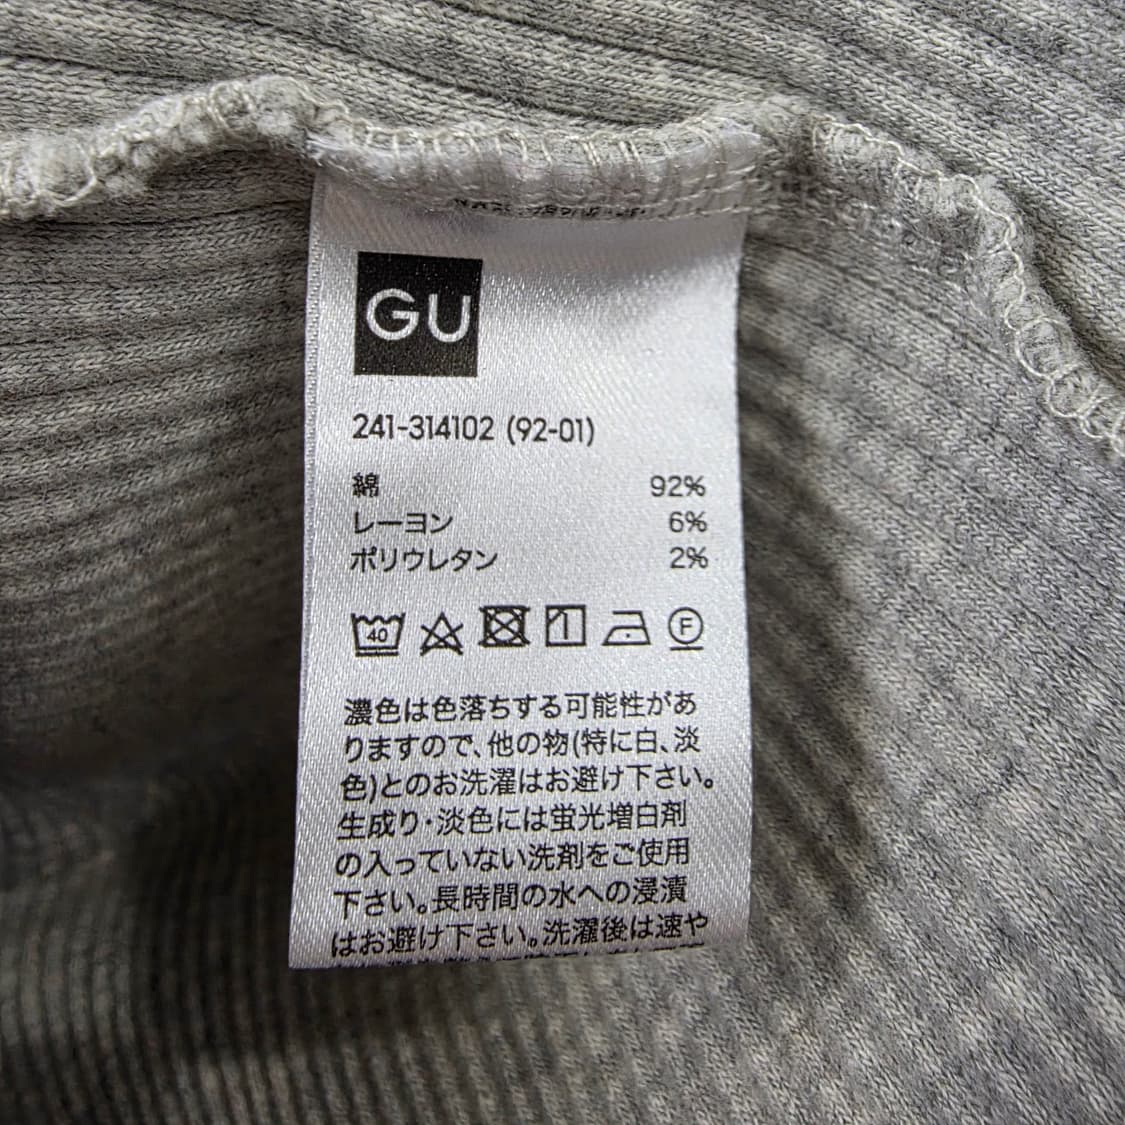 GU
241-314102 (92-01)
綿 92%
レーヨン 6%
ポリウレタン 2%
40 F
濃色は色落ちする可能性があ
りますので、他の物(特に白、淡
色)とのお洗濯はお避け下さい。
生成り・淡色には蛍光増白剤
の入っていない洗剤をご使用
下さい。長時間の水への浸漬
はお避け下さい。洗濯後は速や